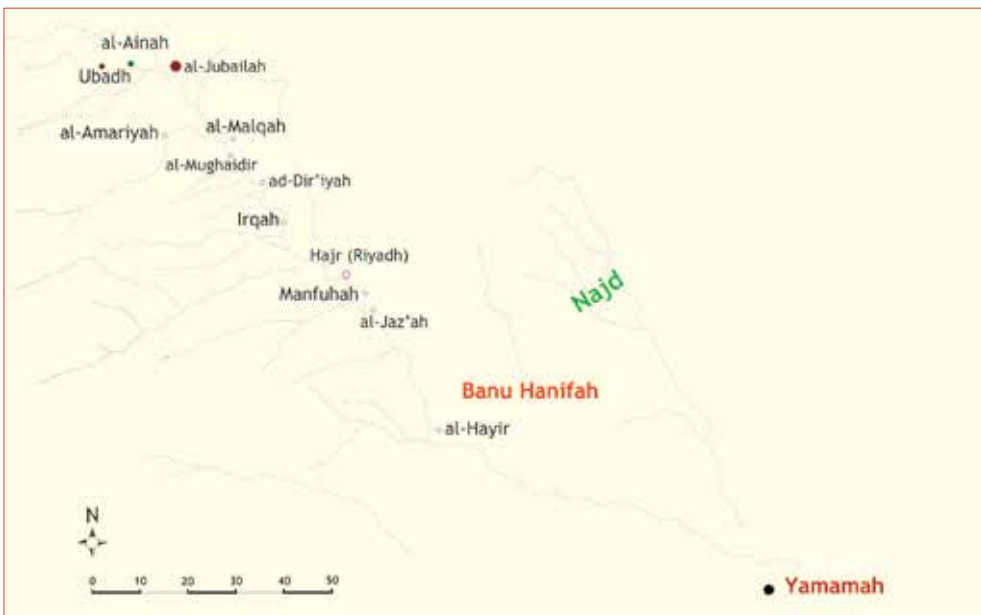 al-Ainah
Ubadh
al-Jubailah
al-Amariyah
al-Malqah
al-Mughaidir
ad-Dir'iyah
Irqah
Hajr (Riyadh)
Manfuhah
al-Jaz'ah
Najd
Banu Hanifah
al-Hayir
N
0 10 20 30 40 50
Yamamah